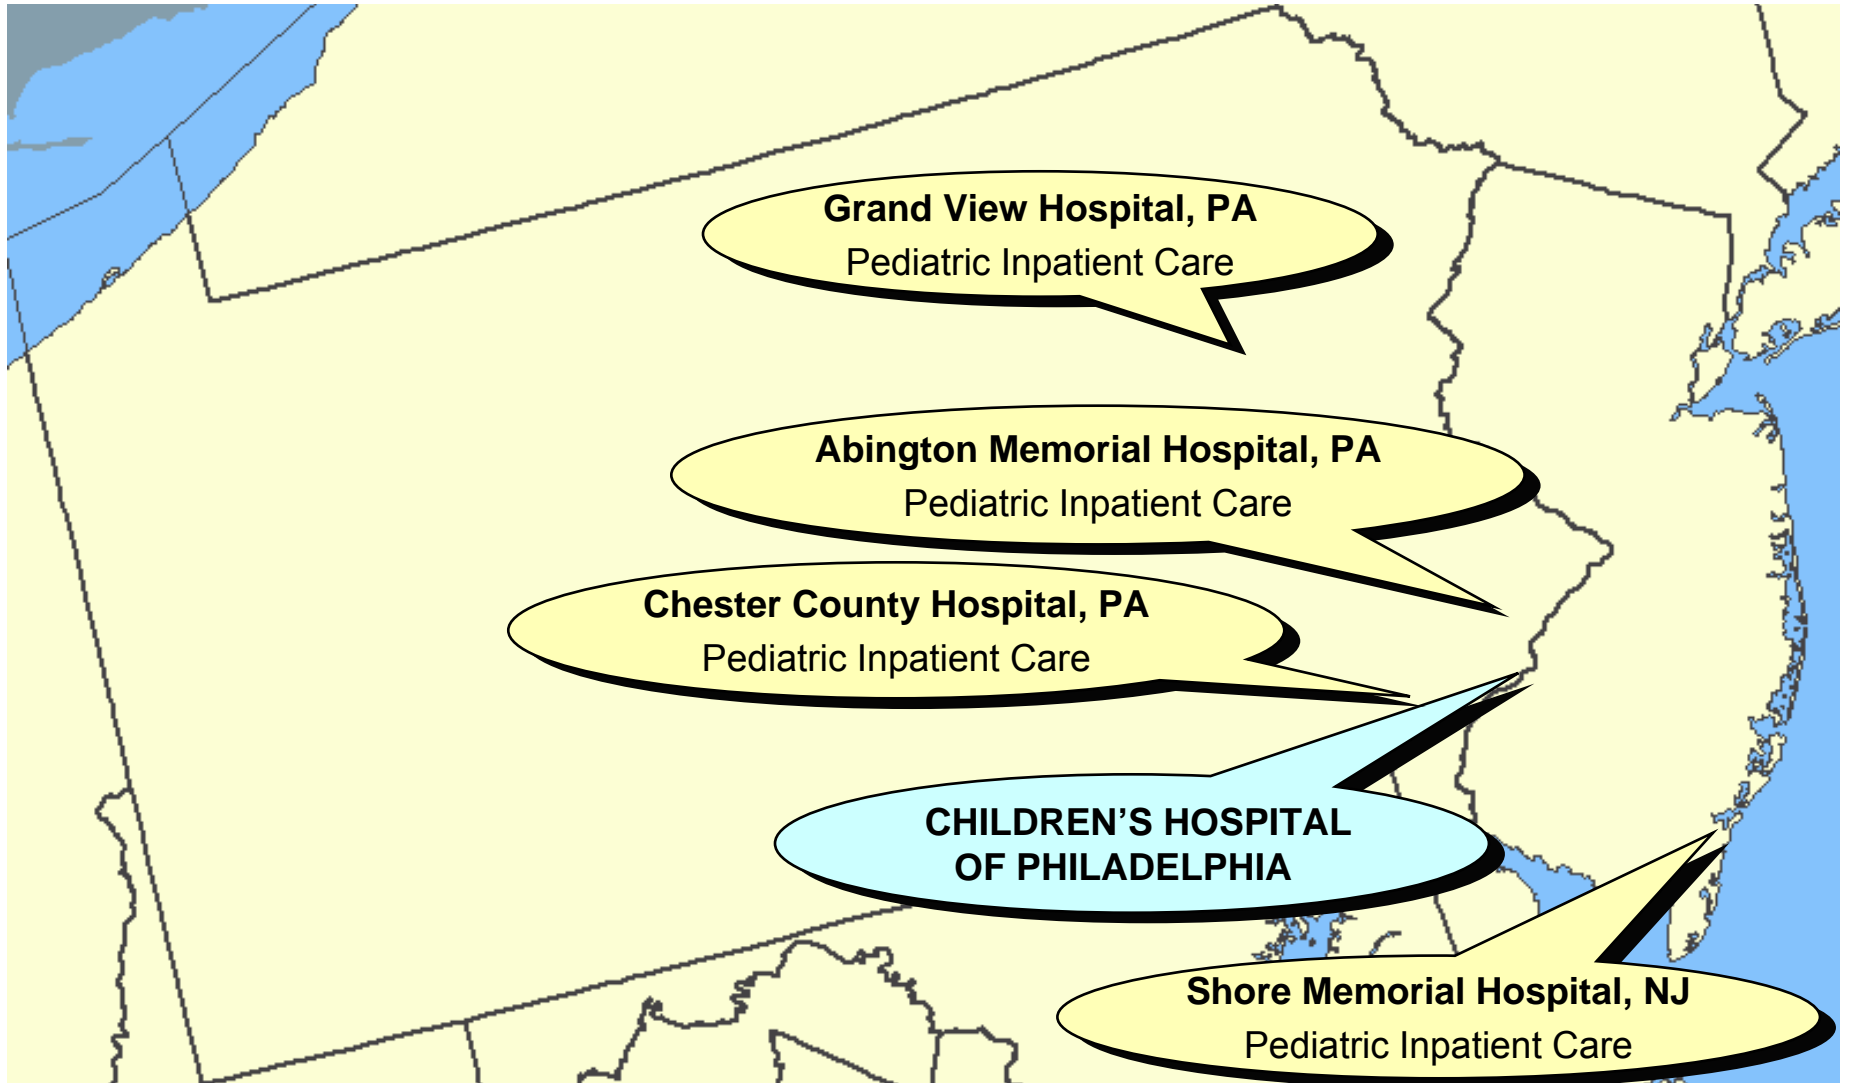 Grand View Hospital, PA
Pediatric Inpatient Care
Abington Memorial Hospital, PA
Pediatric Inpatient Care
Chester County Hospital, PA
Pediatric Inpatient Care
CHILDREN’S HOSPITAL
OF PHILADELPHIA
Shore Memorial Hospital, NJ
Pediatric Inpatient Care